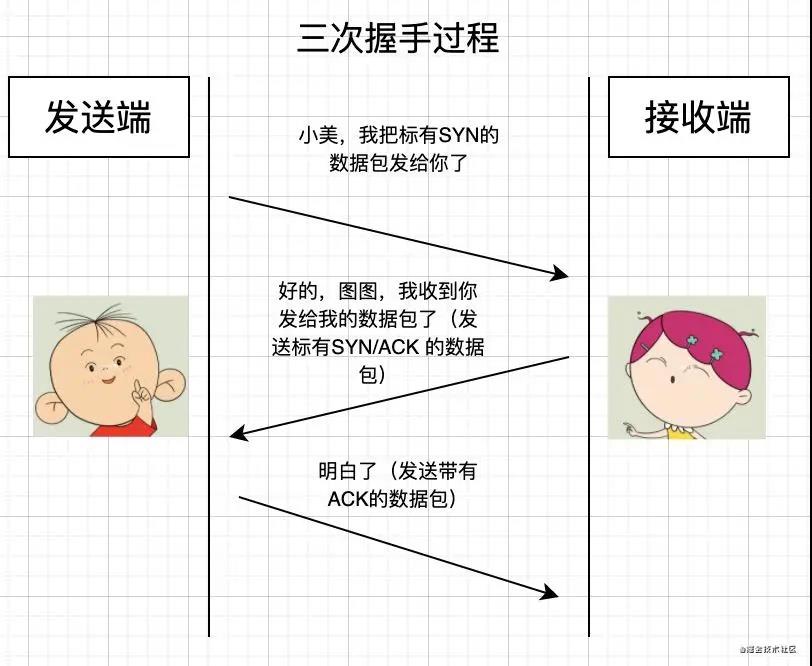 三次握手过程
发送端
接收端
小美，我把标有SYN的
数据包发给你了
好的，图图，我收到你
发给我的数据包了（发
送标有SYN/ACK 的数据
包）
明白了（发送带有
ACK的数据包）
@掘金技术社区